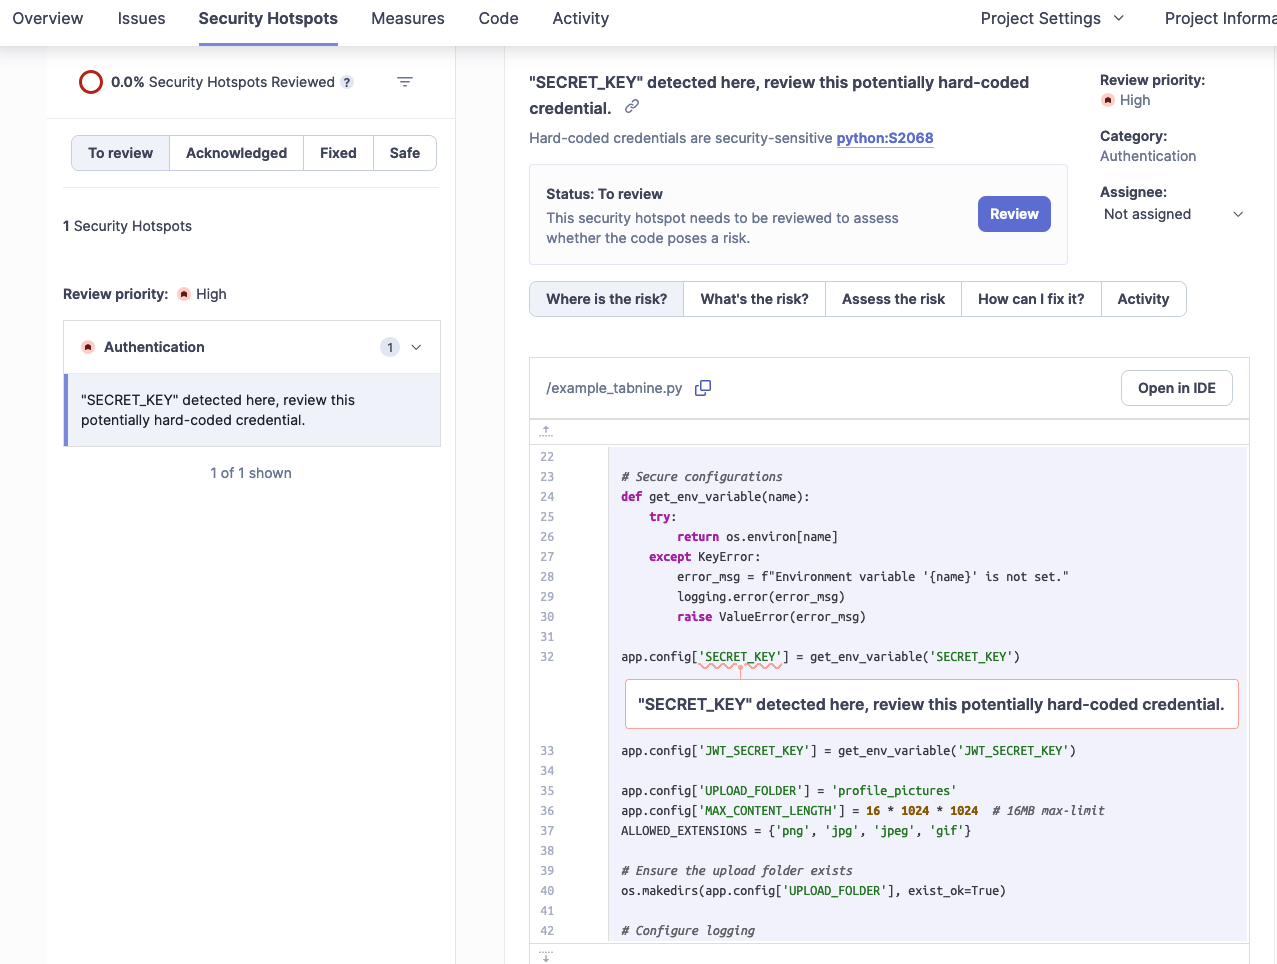 Overview Issues Security Hotspots Measures Code Activity Project Settings Project Informa
0.0% Security Hotspots Reviewed ?
To review Acknowledged Fixed Safe
1 Security Hotspots
Review priority: High
Authentication 1
"SECRET_KEY" detected here, review this
potentially hard-coded credential.
1 of 1 shown
"SECRET_KEY" detected here, review this potentially hard-coded
credential.
Hard-coded credentials are security-sensitive python:S2068
Status: To review
This security hotspot needs to be reviewed to assess
whether the code poses a risk.
Review
Review priority:
High
Category:
Authentication
Assignee:
Not assigned
Where is the risk? What's the risk? Assess the risk How can I fix it? Activity
/example_tabnine.py
Open in IDE
22
23 # Secure configurations
24 def get_env_variable(name):
25     try:
26         return os.environ[name]
27     except KeyError:
28         error_msg = f"Environment variable '{name}' is not set."
29         logging.error(error_msg)
30         raise ValueError(error_msg)
31
32 app.config['SECRET_KEY'] = get_env_variable('SECRET_KEY')
"SECRET_KEY" detected here, review this potentially hard-coded credential.
33 app.config['JWT_SECRET_KEY'] = get_env_variable('JWT_SECRET_KEY')
34
35 app.config['UPLOAD_FOLDER'] = 'profile_pictures'
36 app.config['MAX_CONTENT_LENGTH'] = 16 * 1024 * 1024  # 16MB max-limit
37 ALLOWED_EXTENSIONS = {'png', 'jpg', 'jpeg', 'gif'}
38
39 # Ensure the upload folder exists
40 os.makedirs(app.config['UPLOAD_FOLDER'], exist_ok=True)
41
42 # Configure logging